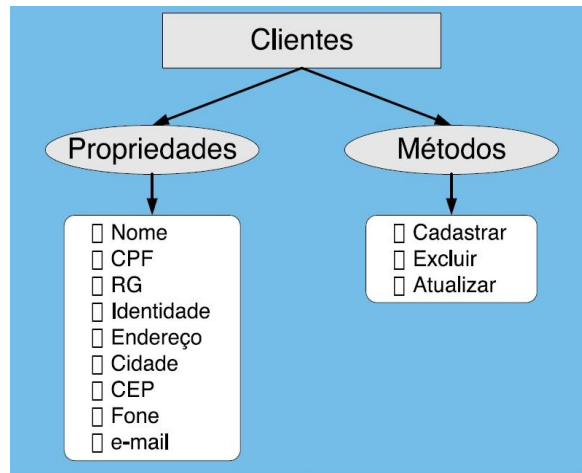 Clientes
Propriedades
Métodos
Nome
CPF
RG
Identidade
Endereço
Cidade
CEP
Fone
e-mail
Cadastrar
Excluir
Atualizar